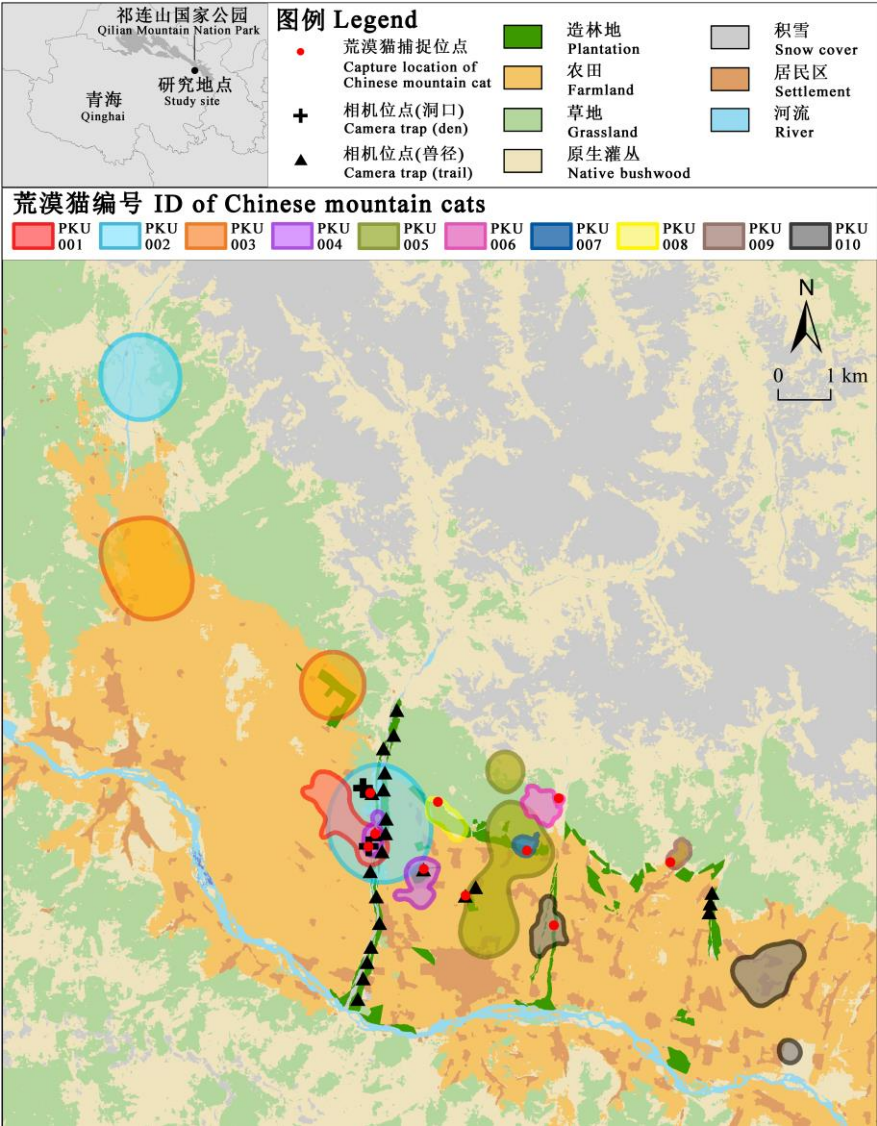 祁连山国家公园
Qilian Mountain Nation Park
研究地点
Study site
青海
Qinghai
图例 Legend
荒漠猫捕捉位点
Capture location of
Chinese mountain cat
相机位点(洞口)
Camera trap (den)
相机位点(兽径)
Camera trap (trail)
造林地
Plantation
农田
Farmland
草地
Grassland
原生灌丛
Native bushwood
积雪
Snow cover
居民区
Settlement
河流
River
荒漠猫编号 ID of Chinese mountain cats
PKU
001
PKU
002
PKU
003
PKU
004
PKU
005
PKU
006
PKU
007
PKU
008
PKU
009
PKU
010
N
0 1 km